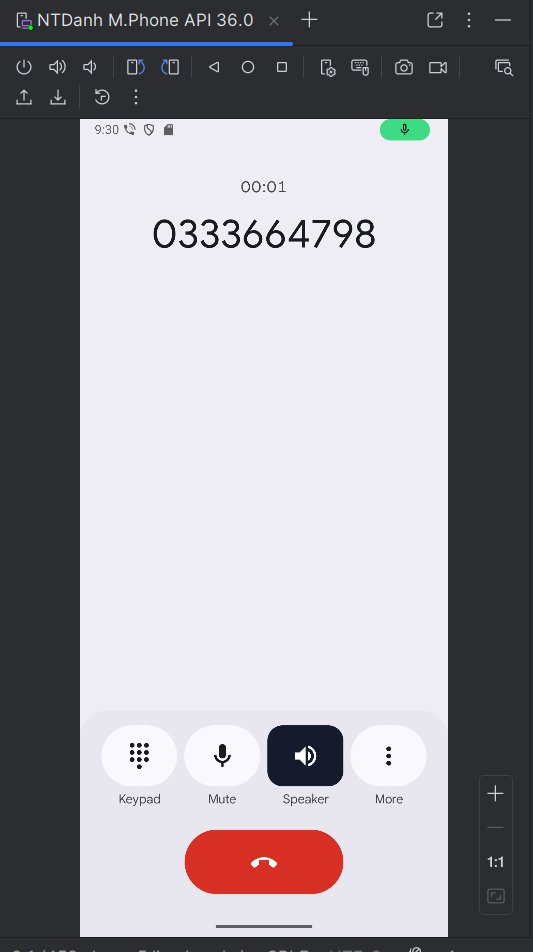 NTDanh M.Phone API 36.0
9:30
00:01
0333664798
Keypad
Mute
Speaker
More
1:1